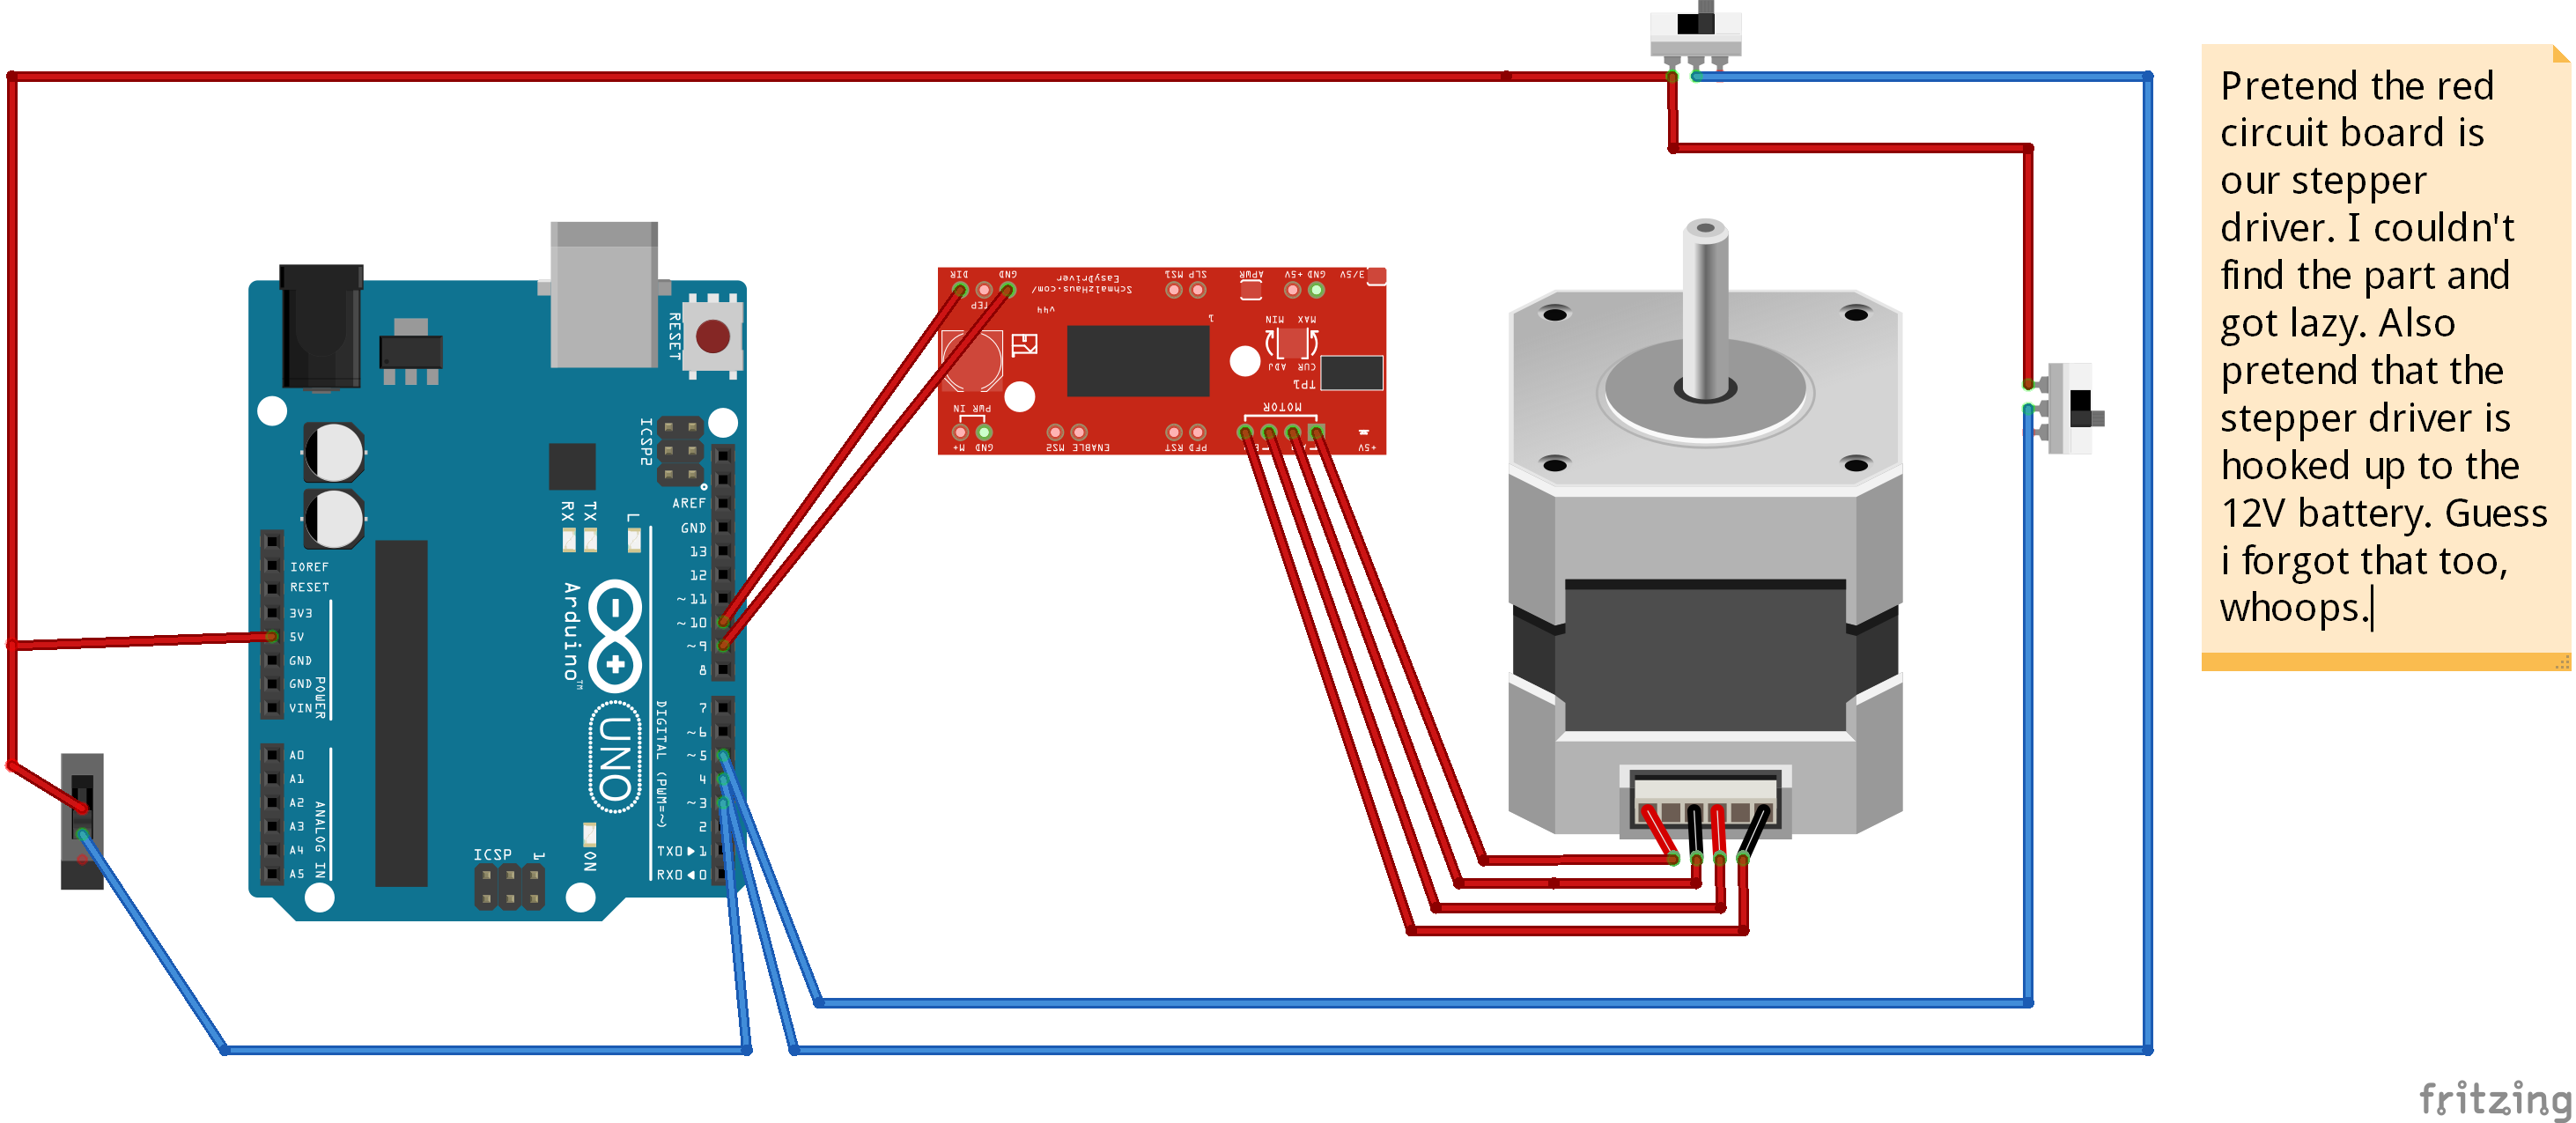 Pretend the red
circuit board is
our stepper
driver. I couldn't
find the part and
got lazy. Also
pretend that the
stepper driver is
hooked up to the
12V battery. Guess
i forgot that too,
whoops.
RESET
ICSP2
AREF
GND
13
12
~11
~10
~9
8
7
~6
~5
4
~3
2
TX0▶1
RX0◀0
DIGITAL (PWM=~)
RX
TX
L
Arduino™
UNO
ON
ICSP
1
IOREF
RESET
3V3
5V
GND
GND
VIN
POWER
A0
A1
A2
A3
A4
A5
ANALOG IN
DIR
GND
EasyDriver
SchmalzHaus.com/
v44
MS1
SLP
APWR
+5V
GND
3/5V
1
MIN
MAX
ADJ
CUR
TP1
MOTOR
PWR IN
M+
GND
MS2
ENABLE
RST
PFD
+5V
fritzing